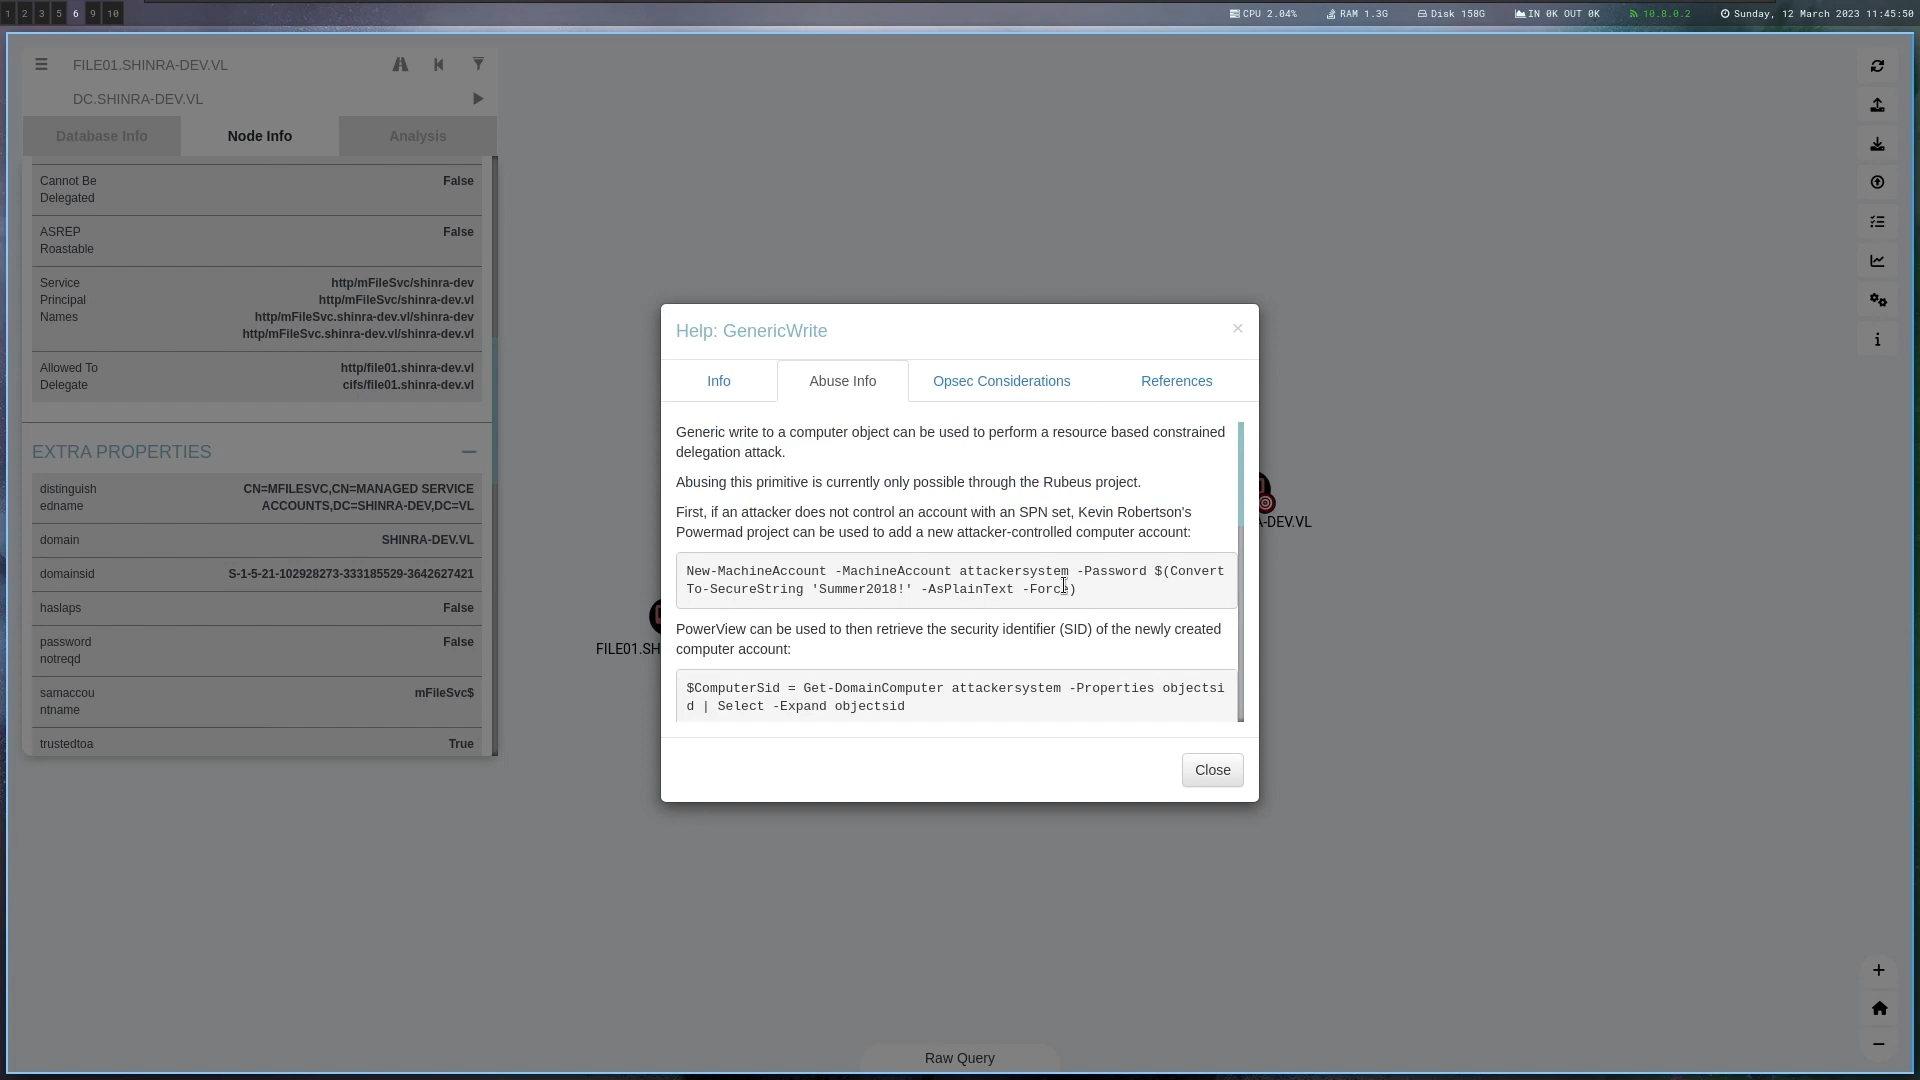 1 2 3 5 6 9 10
CPU 2.04% RAM 1.3G Disk 158G IN 0K OUT 0K 10.8.0.2 Sunday, 12 March 2023 11:45:50
FILE01.SHINRA-DEV.VL
DC.SHINRA-DEV.VL
Database Info Node Info Analysis
Cannot Be False
Delegated
ASREP False
Roastable
Service http/mFileSvc/shinra-dev
Principal http/mFileSvc/shinra-dev.vl
Names http/mFileSvc.shinra-dev.vl/shinra-dev
http/mFileSvc.shinra-dev.vl/shinra-dev.vl
Allowed To http/file01.shinra-dev.vl
Delegate cifs/file01.shinra-dev.vl
EXTRA PROPERTIES
distinguish CN=MFILESVC,CN=MANAGED SERVICE
edname ACCOUNTS,DC=SHINRA-DEV,DC=VL
domain SHINRA-DEV.VL
domainsid S-1-5-21-102928273-333185529-3642627421
haslaps False
password False
notreqd
samaccou mFileSvc$
ntname
trustedtoa True
FILE01.SH
A-DEV.VL
Help: GenericWrite ×
Info Abuse Info Opsec Considerations References
Generic write to a computer object can be used to perform a resource based constrained
delegation attack.
Abusing this primitive is currently only possible through the Rubeus project.
First, if an attacker does not control an account with an SPN set, Kevin Robertson's
Powermad project can be used to add a new attacker-controlled computer account:
New-MachineAccount -MachineAccount attackersystem -Password $(Convert
To-SecureString 'Summer2018!' -AsPlainText -Force)
PowerView can be used to then retrieve the security identifier (SID) of the newly created
computer account:
$ComputerSid = Get-DomainComputer attackersystem -Properties objectsi
d | Select -Expand objectsid
Close
Raw Query